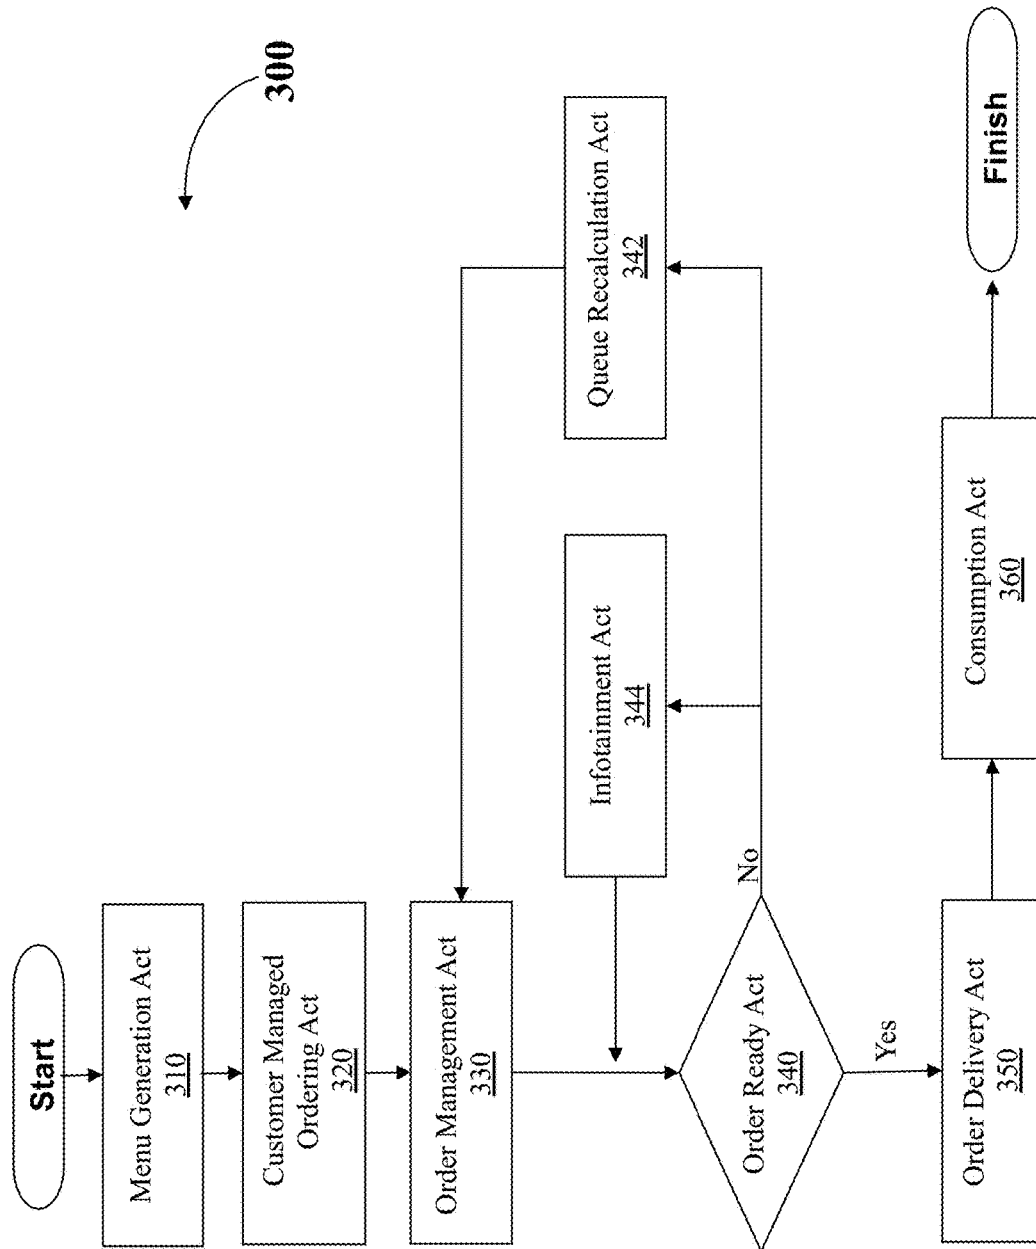 300
Start
Menu Generation Act
310
Customer Managed
Ordering Act
320
Order Management Act
330
Queue Recalculation Act
342
Infotainment Act
344
Order Ready Act
340
No
Yes
Order Delivery Act
350
Consumption Act
360
Finish